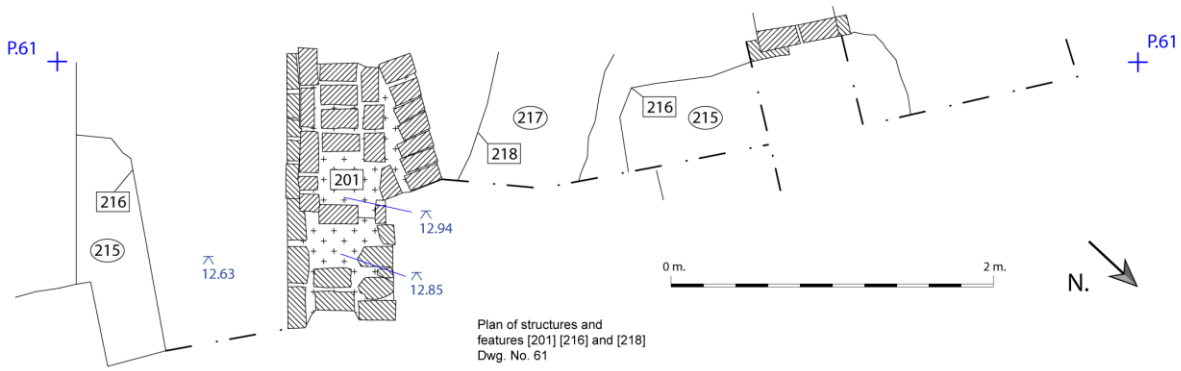 P.61
P.61
216
215
217
218
201
216
215
12.94
12.63
12.85
0 m.
2 m.
N.
Plan of structures and
features [201] [216] and [218]
Dwg. No. 61